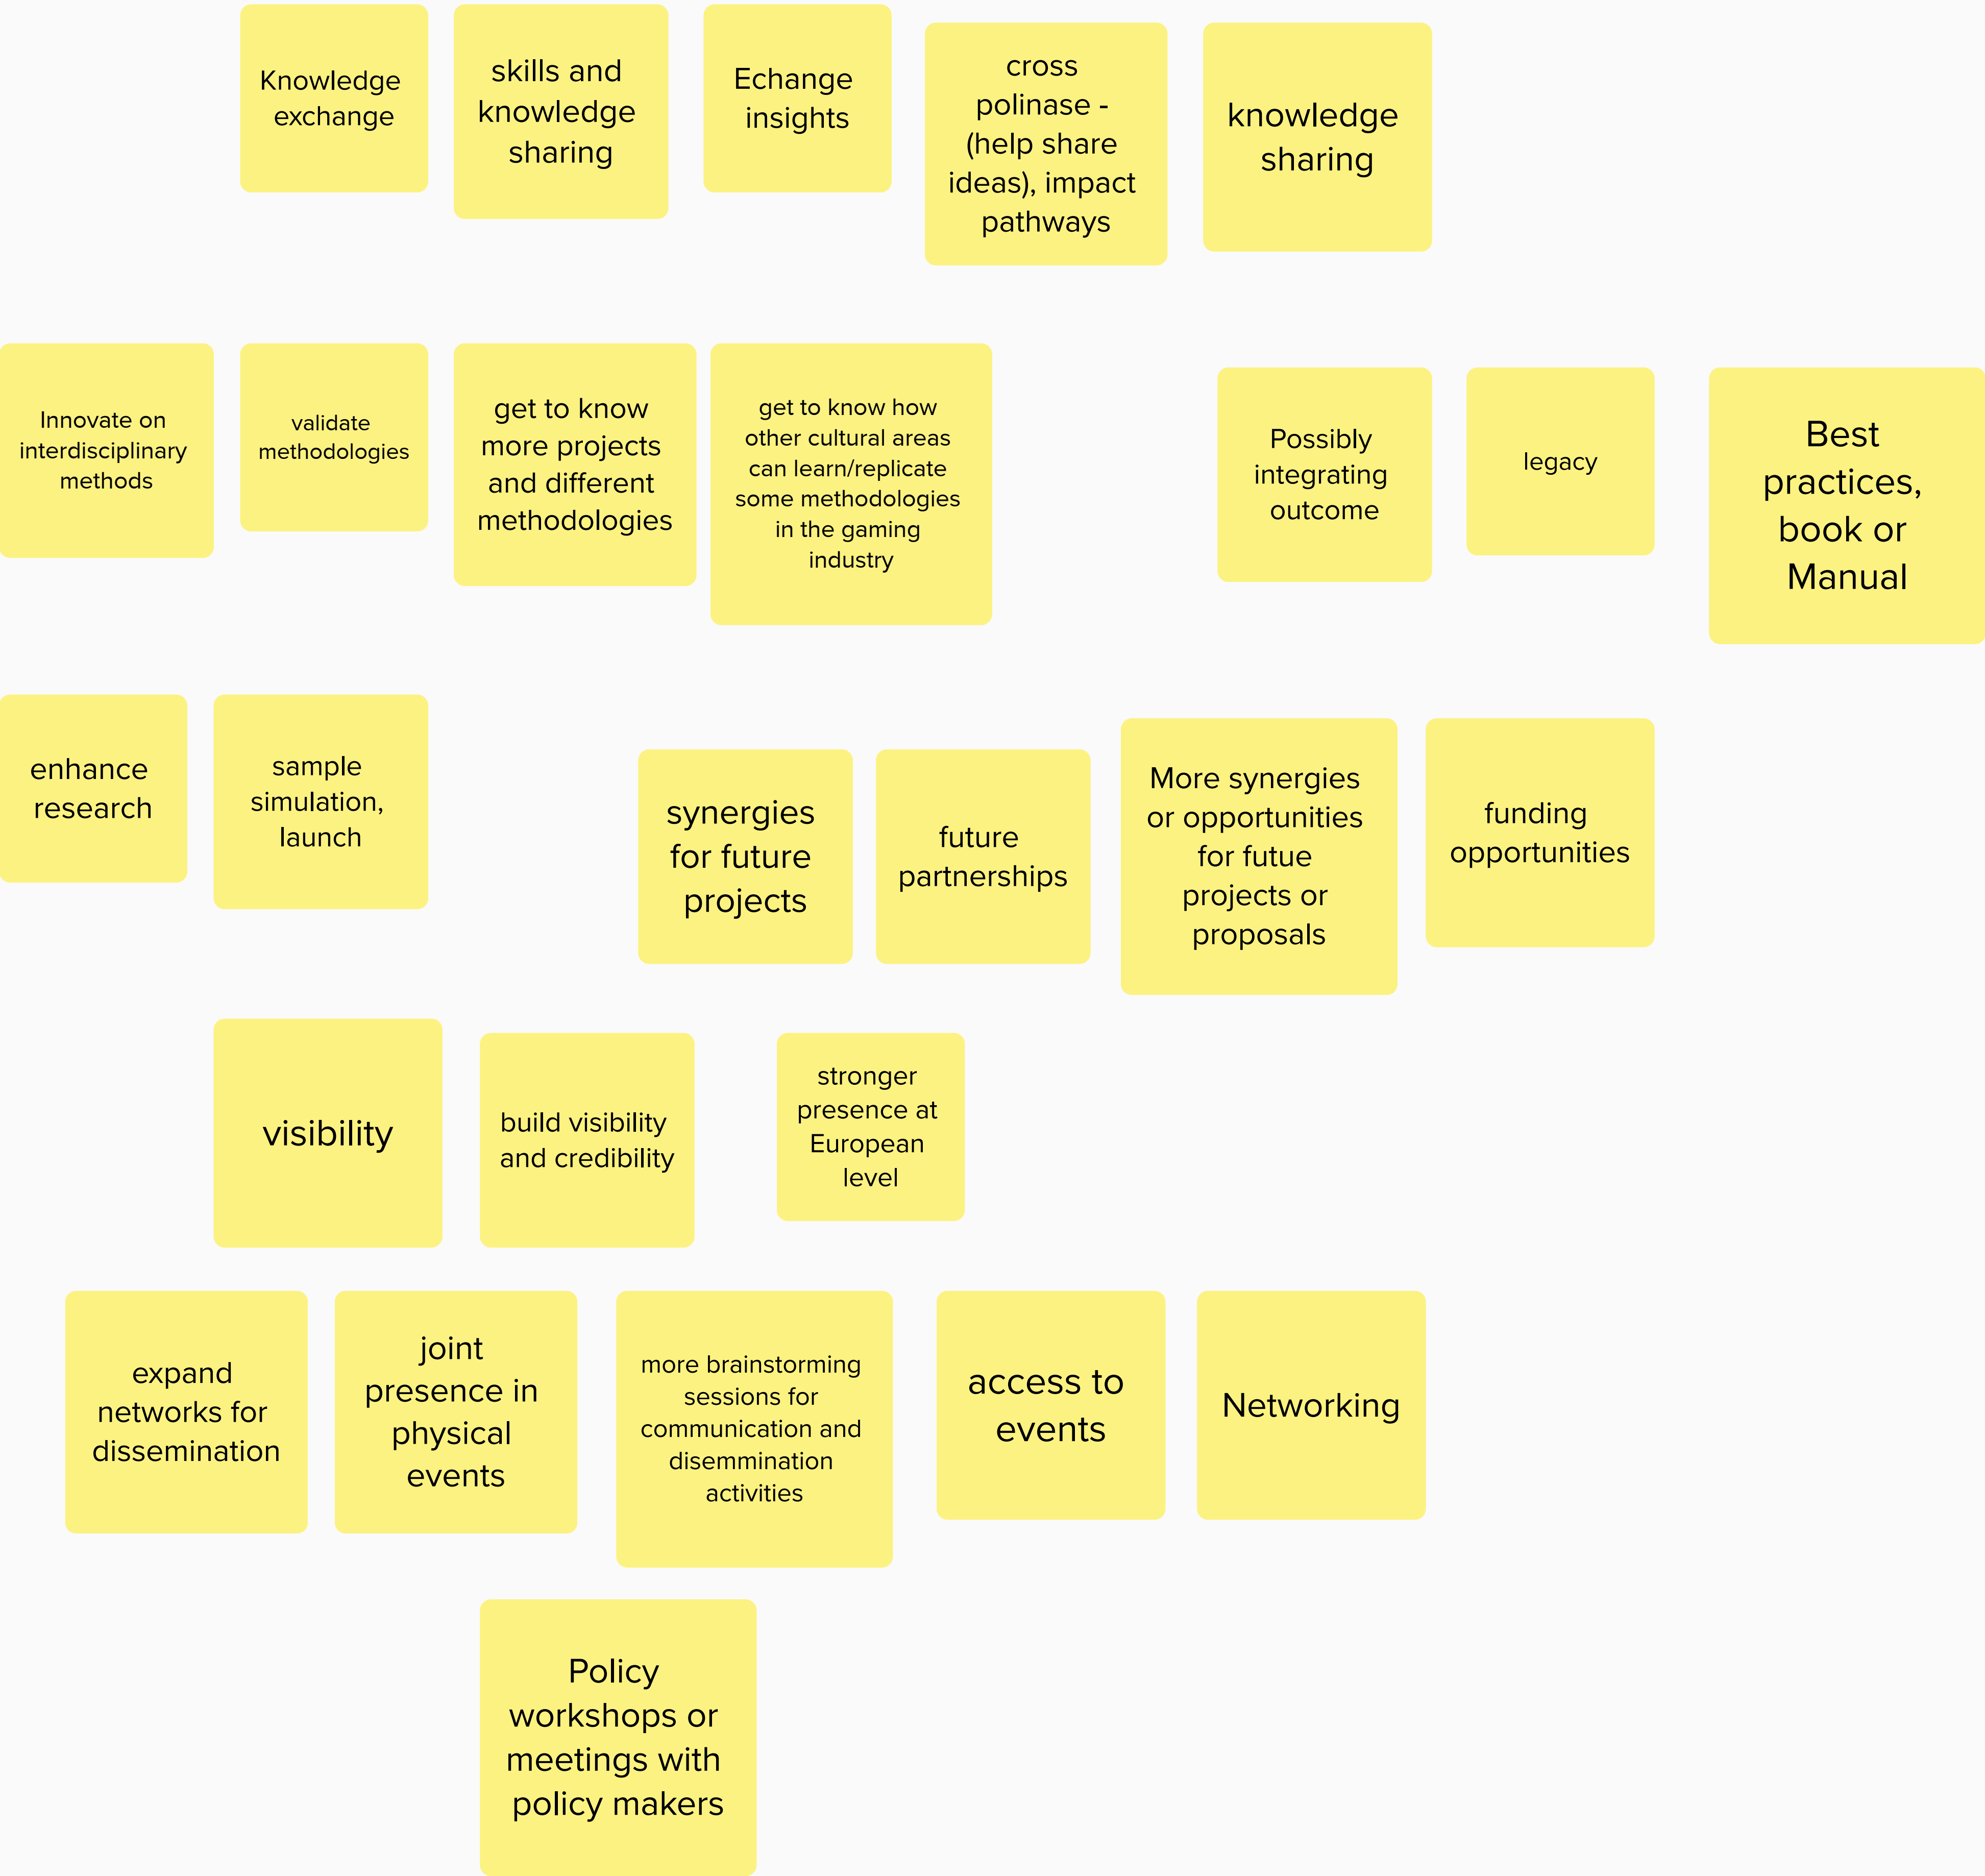 Knowledge
exchange
skills and
knowledge
sharing
Echange
insights
cross
polinase -
(help share
ideas), impact
pathways
knowledge
sharing
Innovate on
interdisciplinary
methods
validate
methodologies
get to know
more projects
and different
methodologies
get to know how
other cultural areas
can learn/replicate
some methodologies
in the gaming
industry
Possibly
integrating
outcome
legacy
Best
practices,
book or
Manual
enhance
research
sample
simulation,
launch
synergies
for future
projects
future
partnerships
More synergies
or opportunities
for futue
projects or
proposals
funding
opportunities
visibility
build visibility
and credibility
stronger
presence at
European
level
expand
networks for
dissemination
joint
presence in
physical
events
more brainstorming
sessions for
communication and
disemmination
activities
access to
events
Networking
Policy
workshops or
meetings with
policy makers